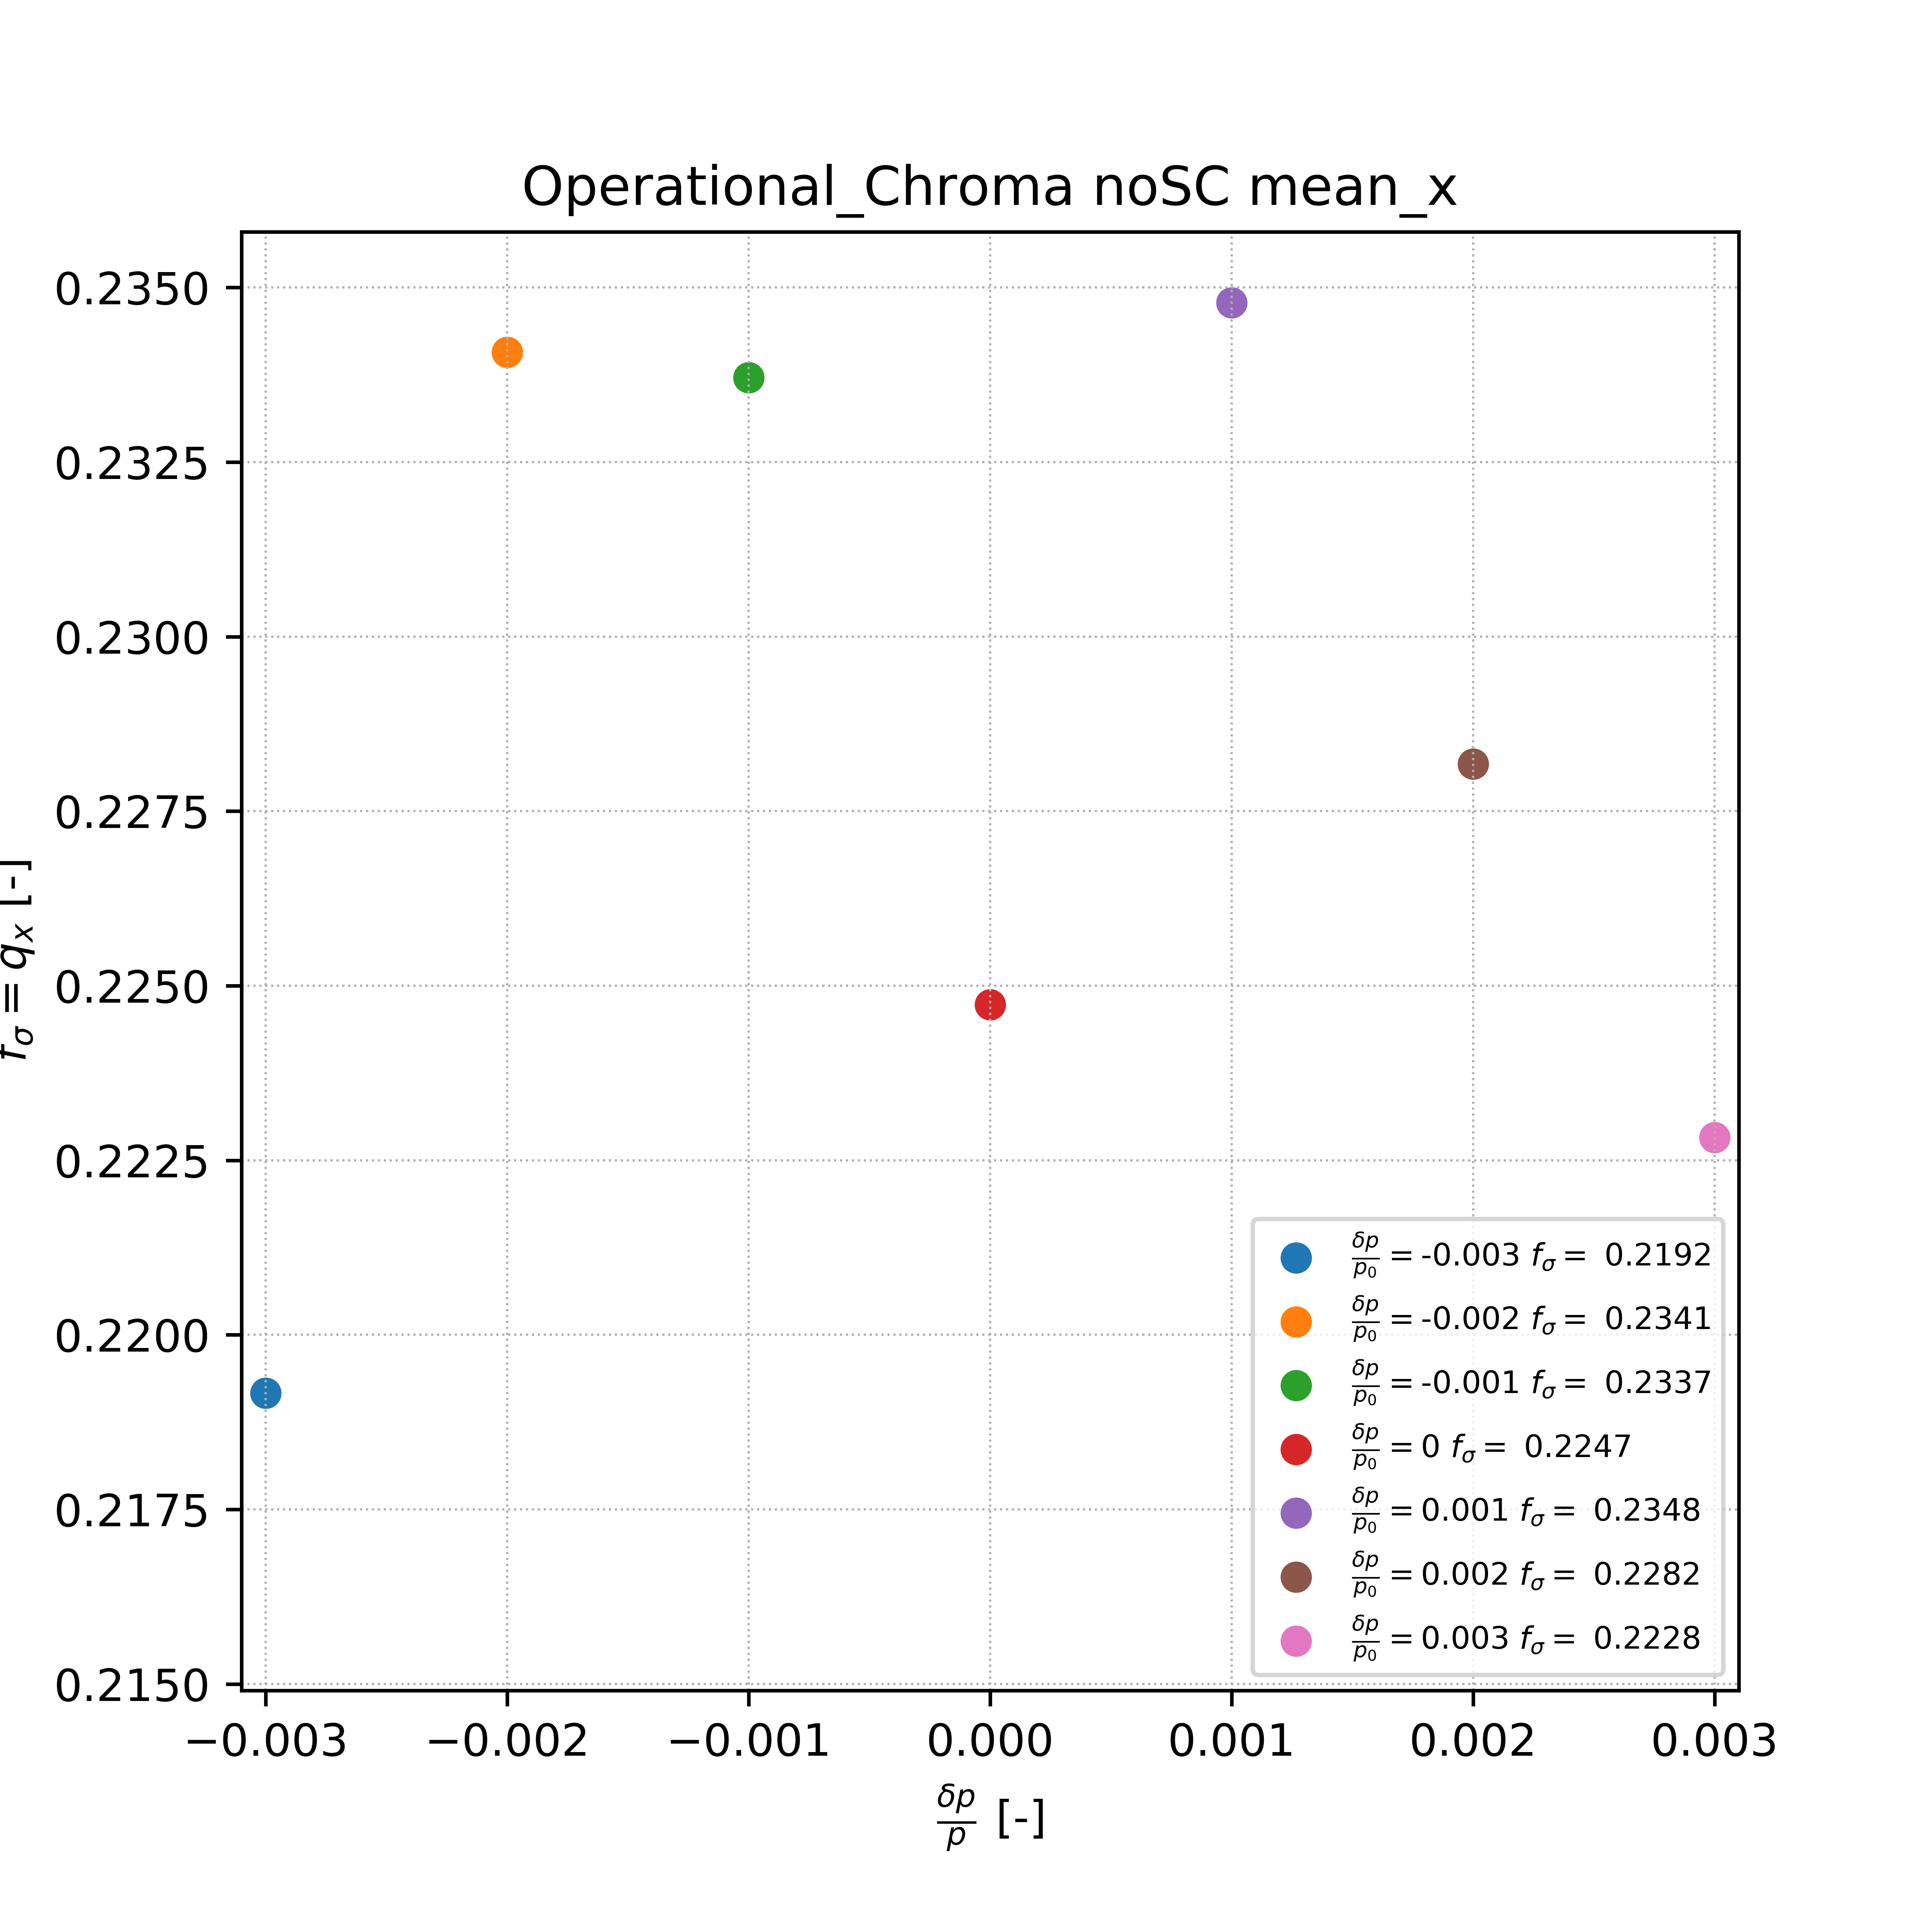 Operational_Chroma noSC mean_x
0.2350
0.2325
0.2300
0.2275
0.2250
0.2225
0.2200
0.2175
0.2150
f_σ = q_x [-]
δp/p₀ = -0.003 f_σ = 0.2192
δp/p₀ = -0.002 f_σ = 0.2341
δp/p₀ = -0.001 f_σ = 0.2337
δp/p₀ = 0 f_σ = 0.2247
δp/p₀ = 0.001 f_σ = 0.2348
δp/p₀ = 0.002 f_σ = 0.2282
δp/p₀ = 0.003 f_σ = 0.2228
−0.003 −0.002 −0.001 0.000 0.001 0.002 0.003
δp/p [-]